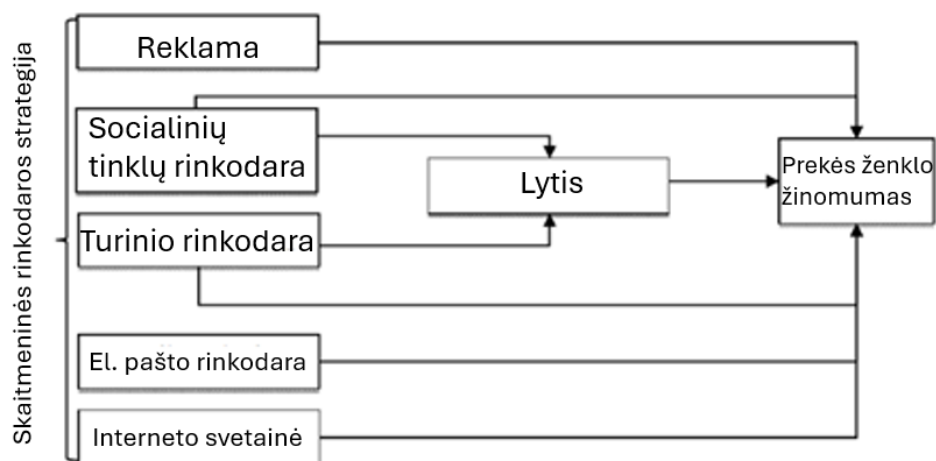 Skaitmeninės rinkodaros strategija
Reklama
Socialinių
tinklų rinkodara
Turinio rinkodara
El. pašto rinkodara
Interneto svetainė
Lytis
Prekės ženklo
žinomumas